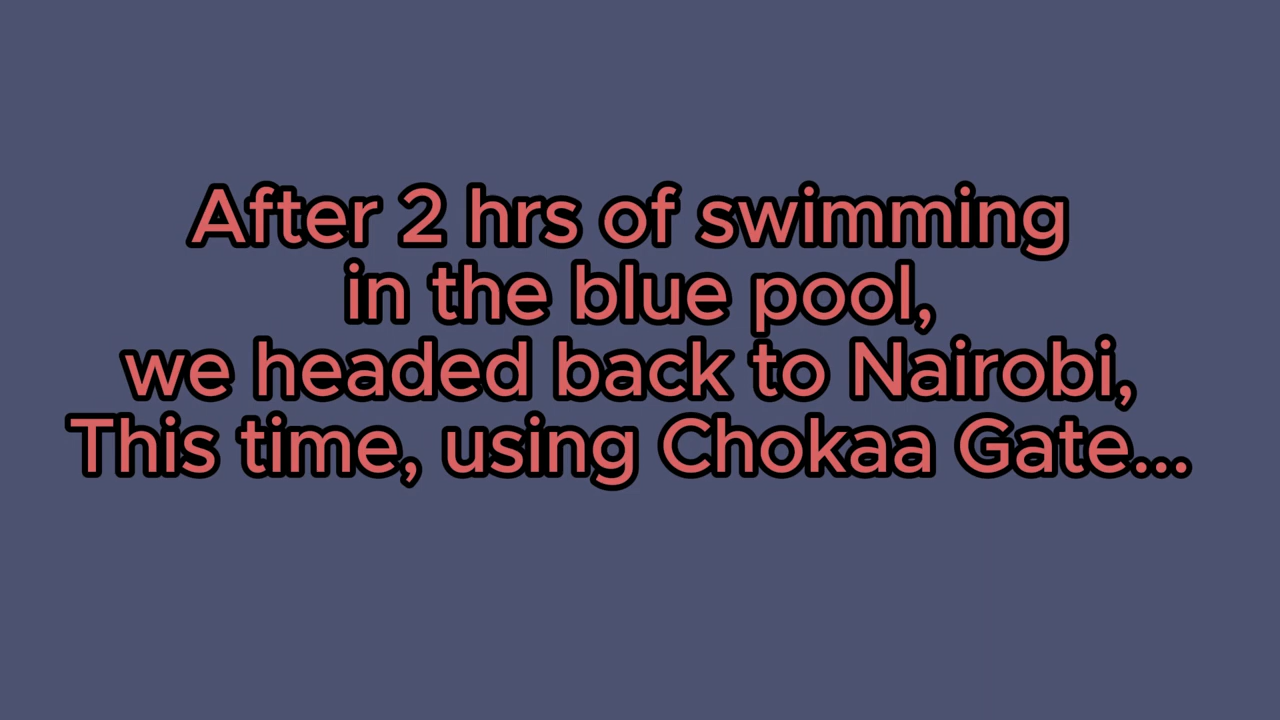 After 2 hrs of swimming
in the blue pool,
we headed back to Nairobi,
This time, using Chokaa Gate...